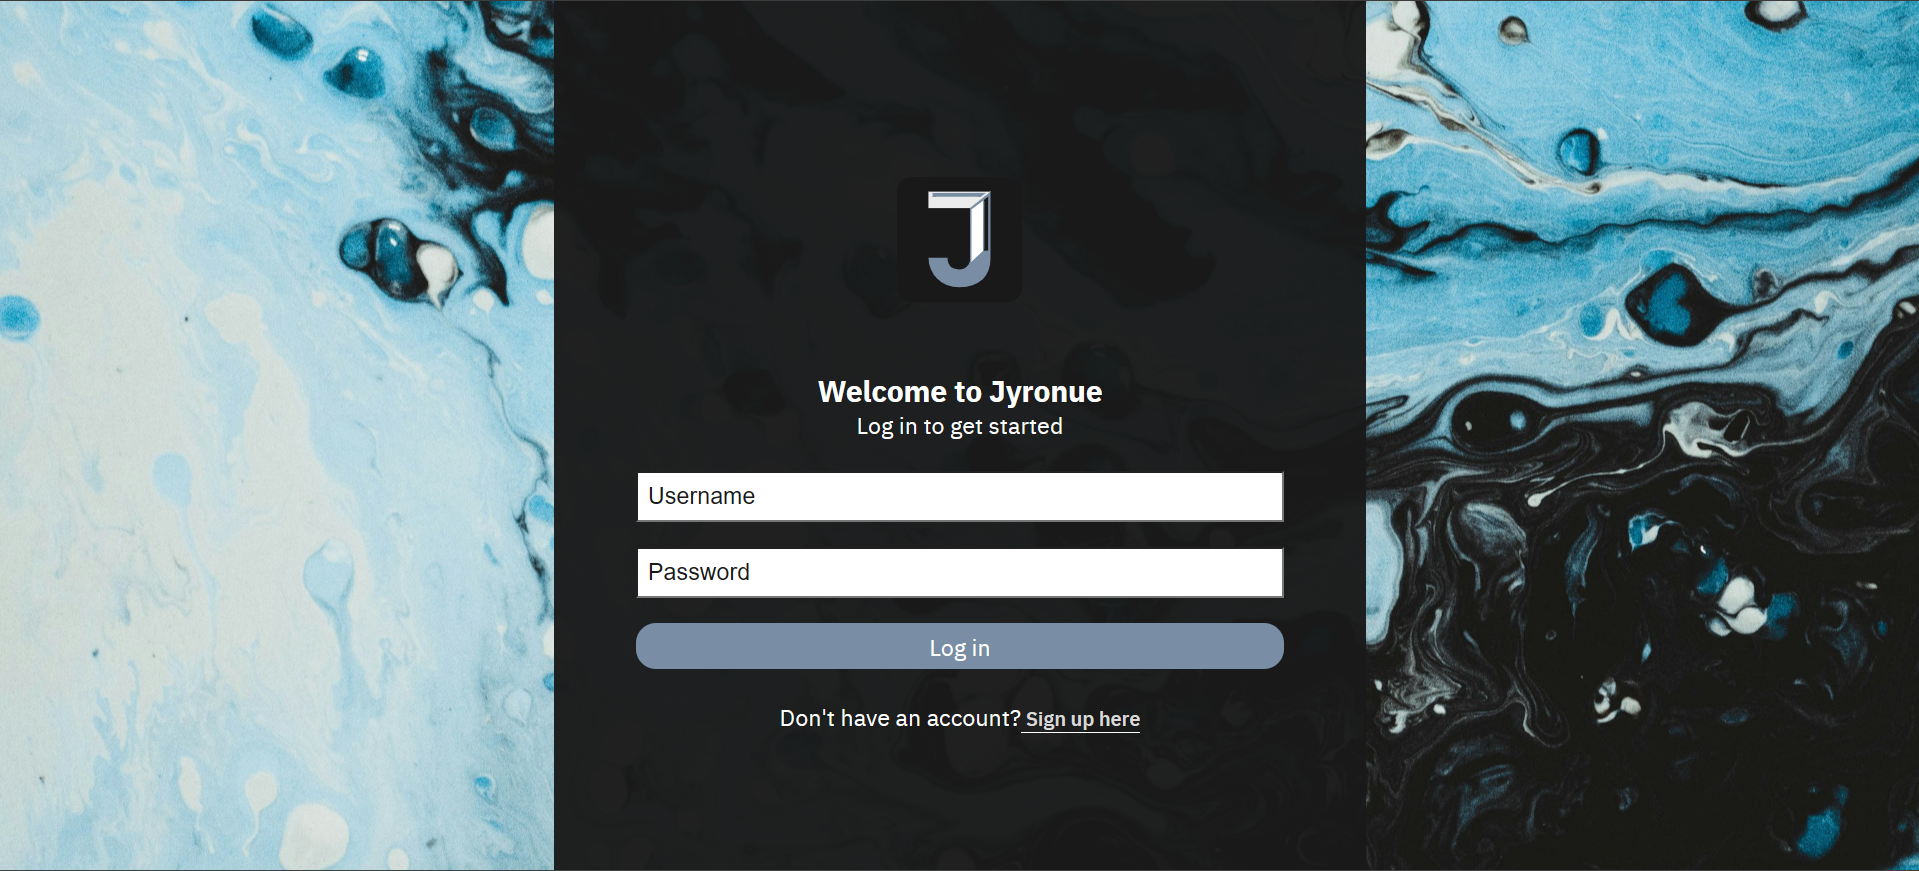 J
Welcome to Jyronue
Log in to get started
Username
Password
Log in
Don't have an account? Sign up here